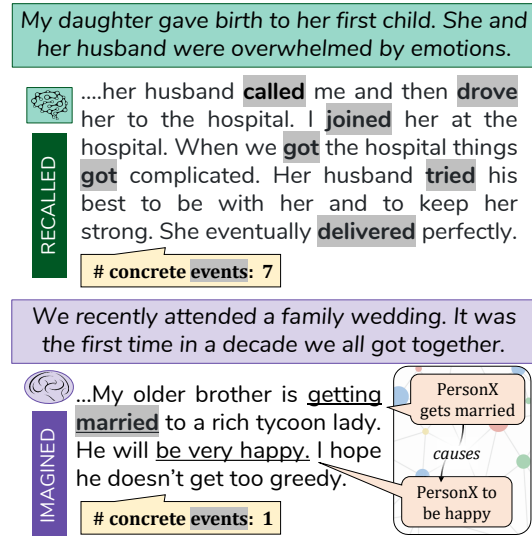 My daughter gave birth to her first child. She and
her husband were overwhelmed by emotions.
RECALLED
....her husband called me and then drove
her to the hospital. I joined her at the
hospital. When we got the hospital things
got complicated. Her husband tried his
best to be with her and to keep her
strong. She eventually delivered perfectly.
# concrete events: 7
We recently attended a family wedding. It was
the first time in a decade we all got together.
IMAGINED
...My older brother is getting
married to a rich tycoon lady.
He will be very happy. I hope
he doesn't get too greedy.
# concrete events: 1
PersonX
gets married
causes
PersonX to
be happy